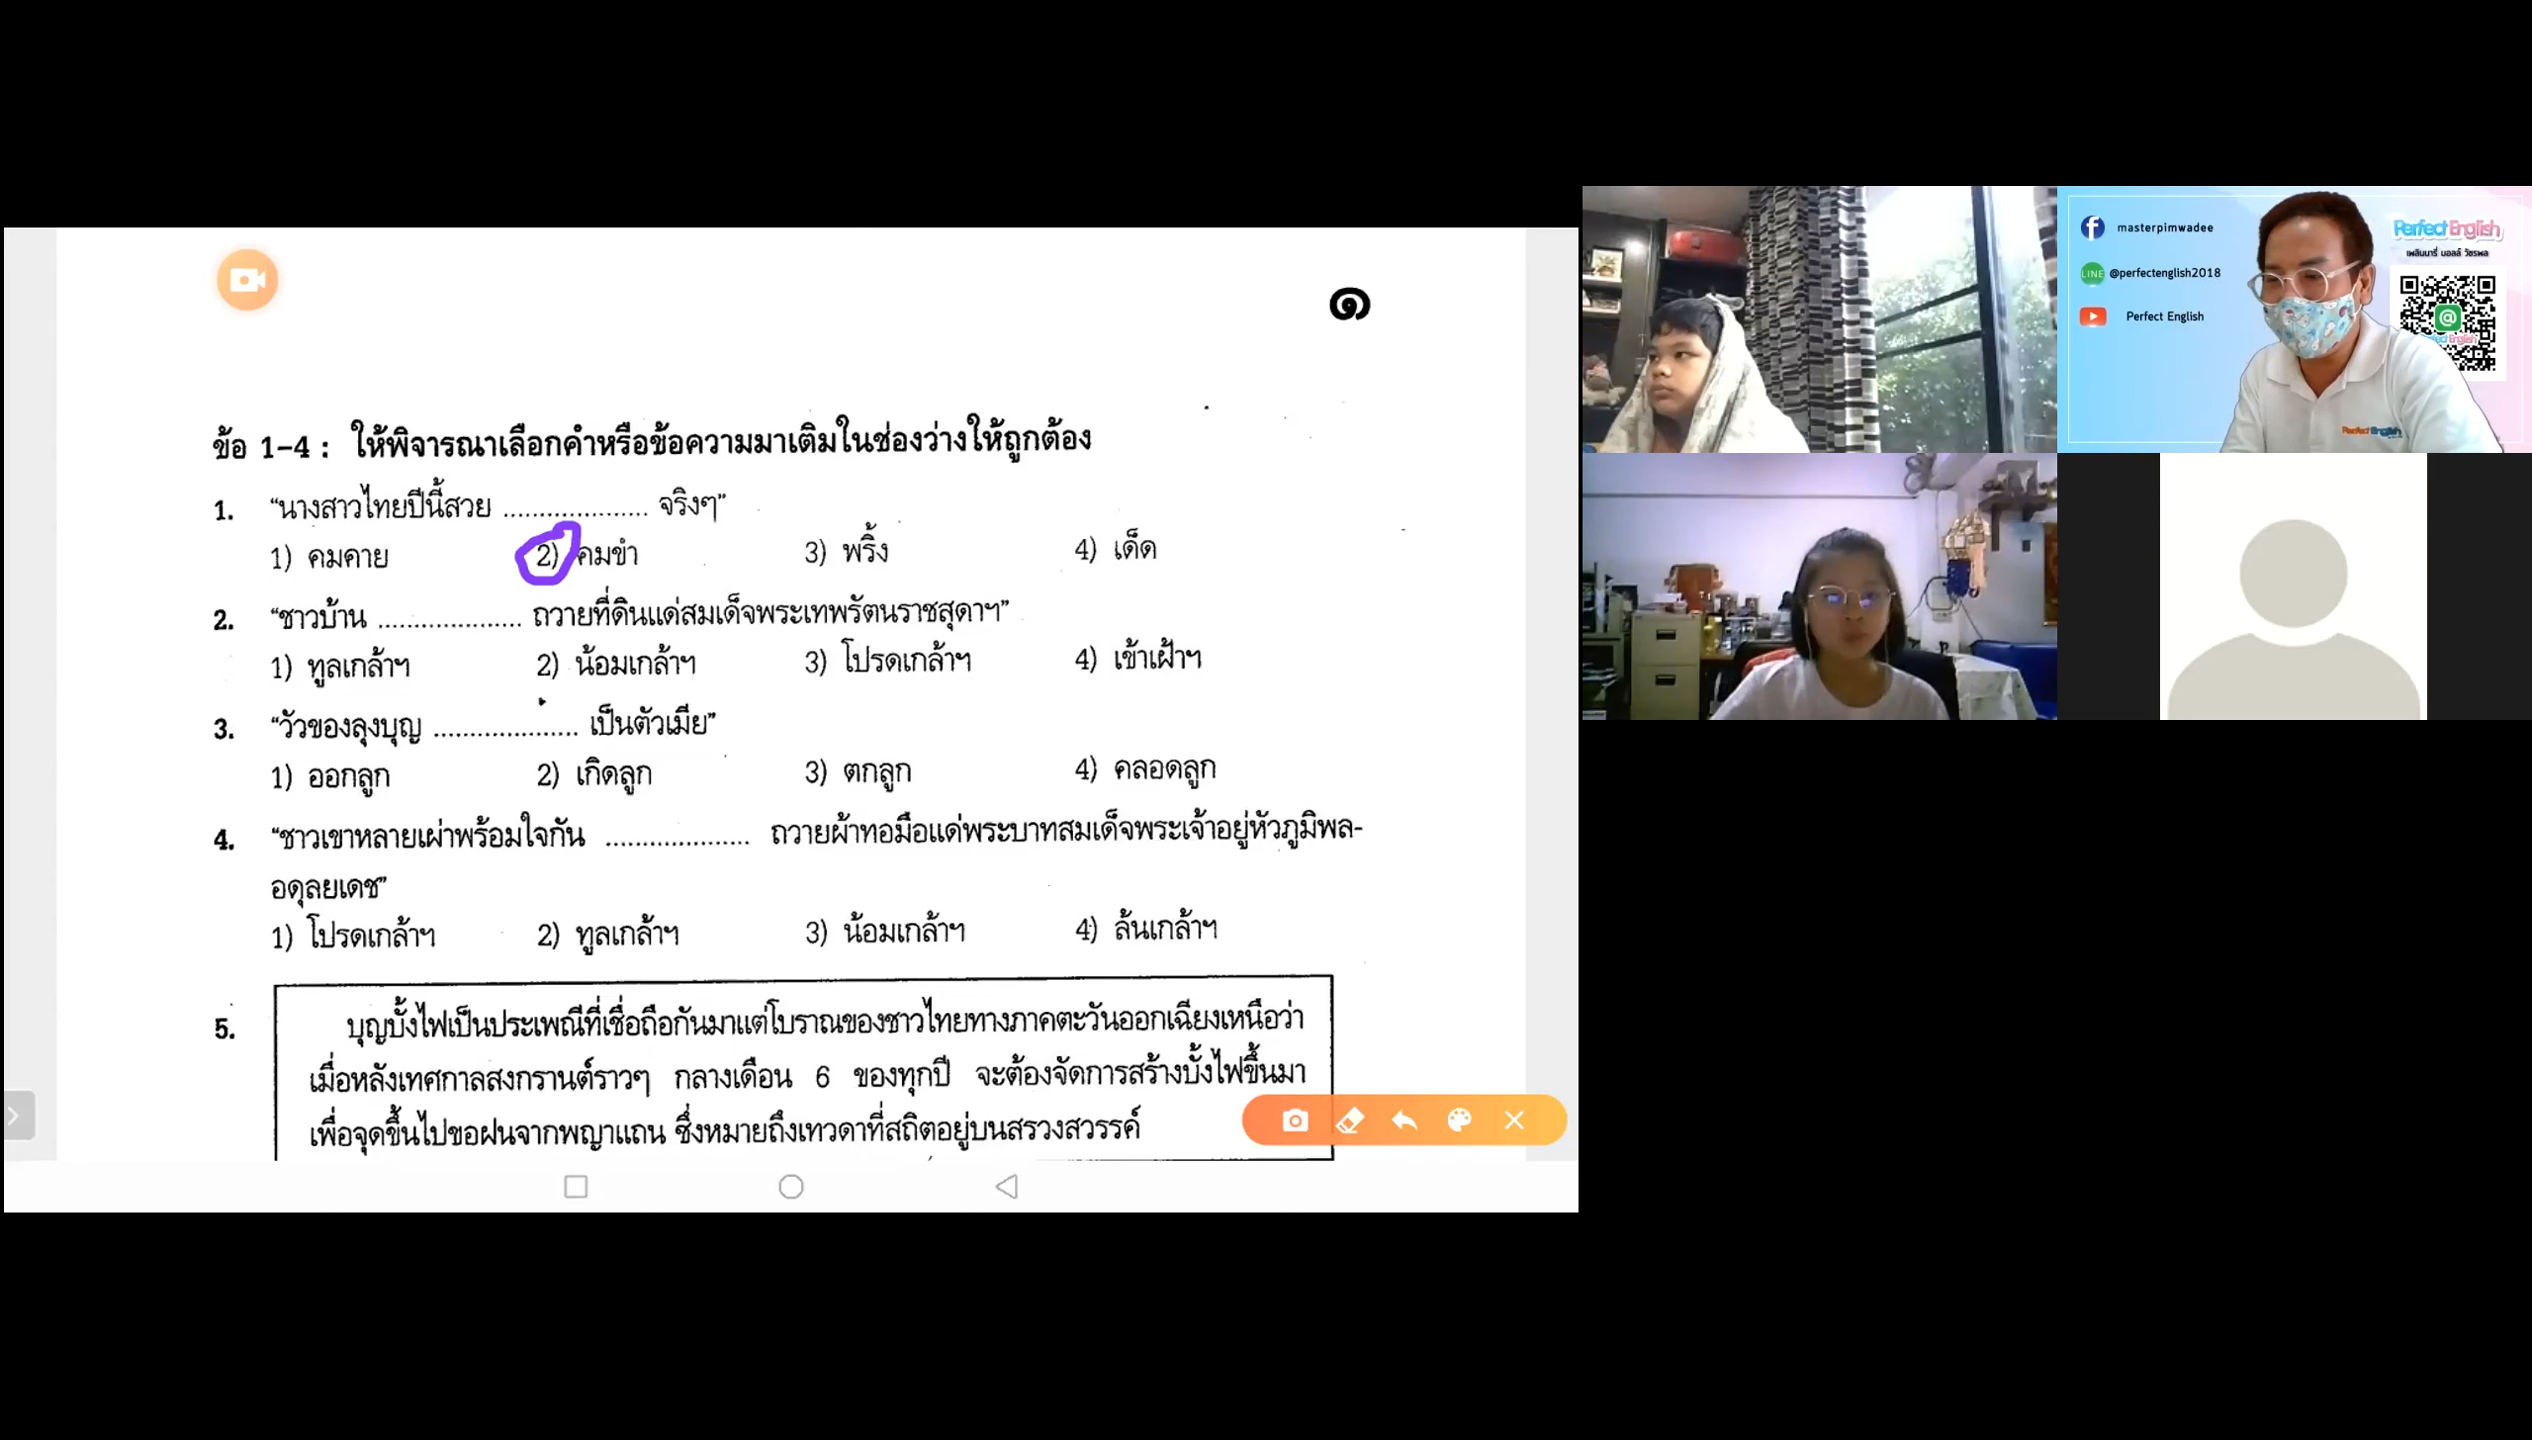 ๑
ข้อ 1-4 : ให้พิจารณาเลือกคำหรือข้อความมาเติมในช่องว่างให้ถูกต้อง
1. “นางสาวไทยปีนี้สวย .................... จริงๆ”
1) คมคาย 2) คมขำ 3) พริ้ง 4) เด็ด
2. “ชาวบ้าน .................... ถวายที่ดินแด่สมเด็จพระเทพรัตนราชสุดาฯ”
1) ทูลเกล้าฯ 2) น้อมเกล้าฯ 3) โปรดเกล้าฯ 4) เข้าเฝ้าฯ
3. “วัวของลุงบุญ .................... เป็นตัวเมีย”
1) ออกลูก 2) เกิดลูก 3) ตกลูก 4) คลอดลูก
4. “ชาวเขาหลายเผ่าพร้อมใจกัน .................... ถวายผ้าทอมือแด่พระบาทสมเด็จพระเจ้าอยู่หัวภูมิพล-
อดุลยเดช”
1) โปรดเกล้าฯ 2) ทูลเกล้าฯ 3) น้อมเกล้าฯ 4) ล้นเกล้าฯ
5. บุญบั้งไฟเป็นประเพณีที่เชื่อถือกันมาแต่โบราณของชาวไทยทางภาคตะวันออกเฉียงเหนือว่า
เมื่อหลังเทศกาลสงกรานต์ราวๆ กลางเดือน 6 ของทุกปี จะต้องจัดการสร้างบั้งไฟขึ้นมา
เพื่อจุดขึ้นไปขอฝนจากพญาแถน ซึ่งหมายถึงเทวดาที่สถิตอยู่บนสรวงสวรรค์
f masterpimwadee
LINE @perfectenglish2018
Perfect English
Perfect English
เพลินนารี่ มอลล์ วัชรพล
Perfect English